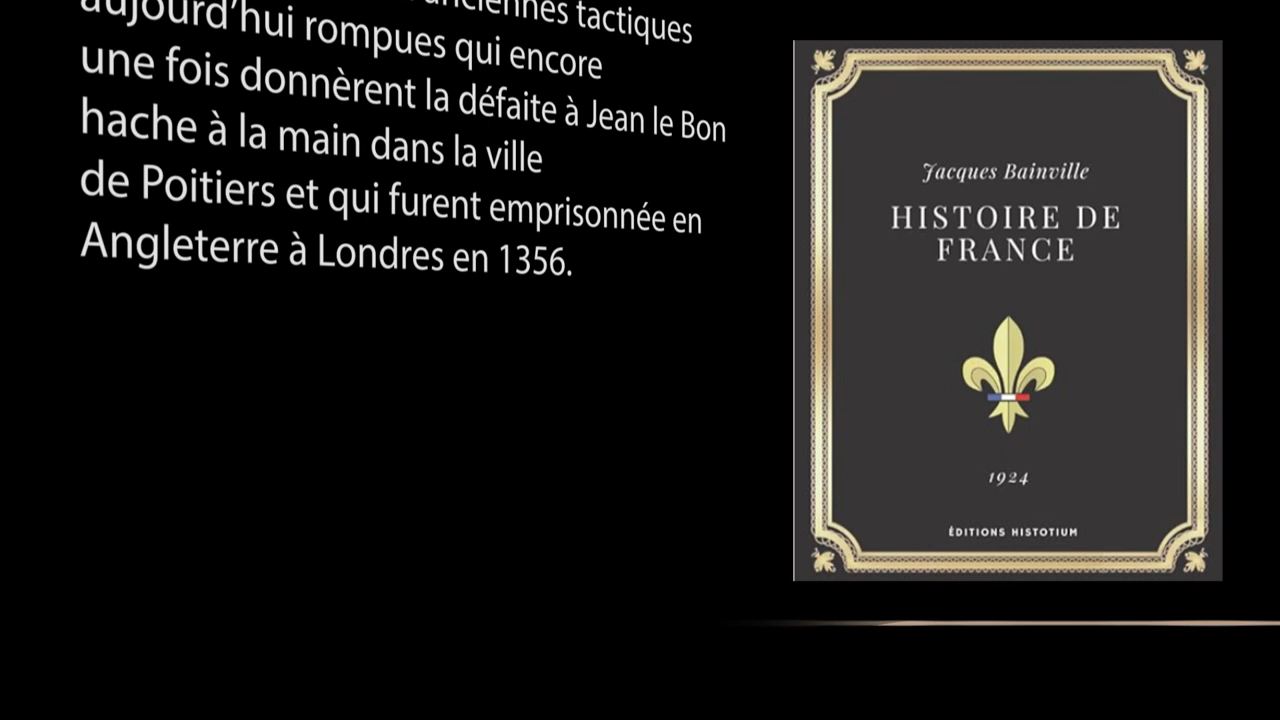 anciennes tactiques
aujourd'hui rompues qui encore
une fois donnèrent la défaite à Jean le Bon
hache à la main dans la ville
de Poitiers et qui furent emprisonnée en
Angleterre à Londres en 1356.
Jacques Bainville
HISTOIRE DE
FRANCE
1924
ÉDITIONS HISTOTIUM